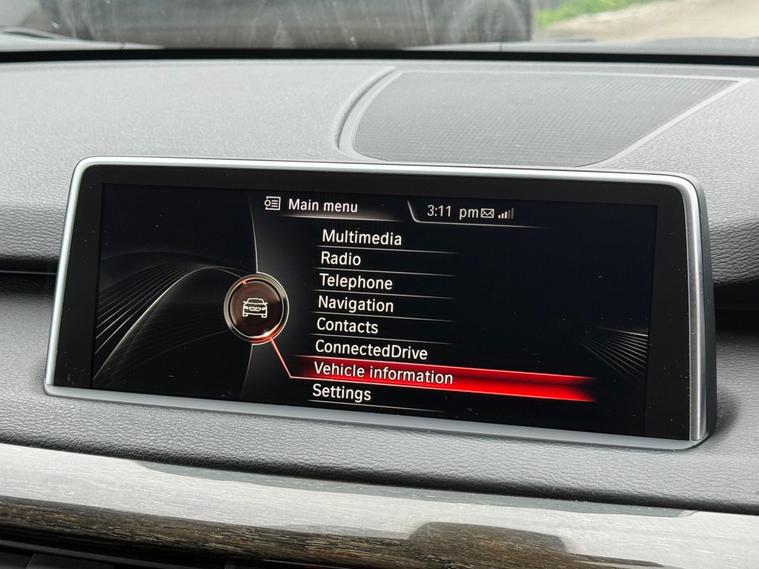 Main menu
3:11 pm
Multimedia
Radio
Telephone
Navigation
Contacts
ConnectedDrive
Vehicle information
Settings